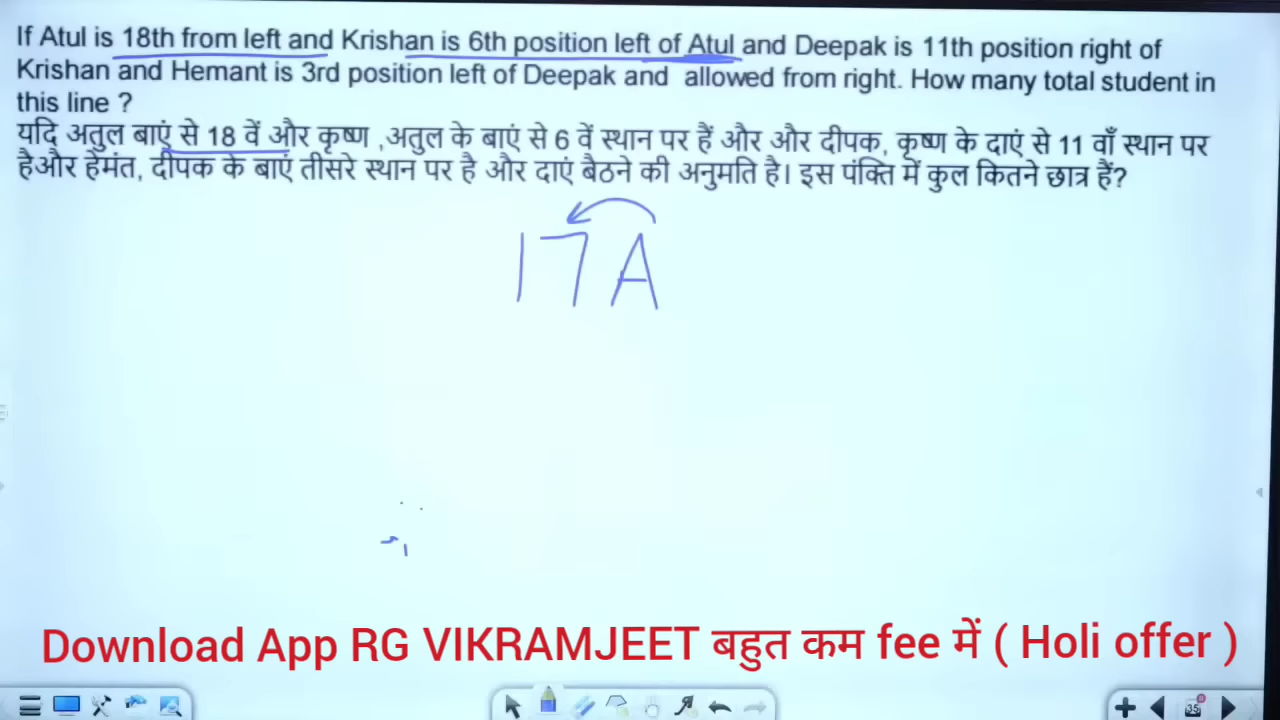 If Atul is 18th from left and Krishan is 6th position left of Atul and Deepak is 11th position right of
Krishan and Hemant is 3rd position left of Deepak and allowed from right. How many total student in
this line ?
यदि अतुल बाएं से 18 वें और कृष्ण ,अतुल के बाएं से 6 वें स्थान पर हैं और और दीपक, कृष्ण के दाएं से 11 वाँ स्थान पर
हैऔर हेमंत, दीपक के बाएं तीसरे स्थान पर है और दाएं बैठने की अनुमति है। इस पंक्ति में कुल कितने छात्र हैं?
17 A
Download App RG VIKRAMJEET बहुत कम fee में ( Holi offer )
35